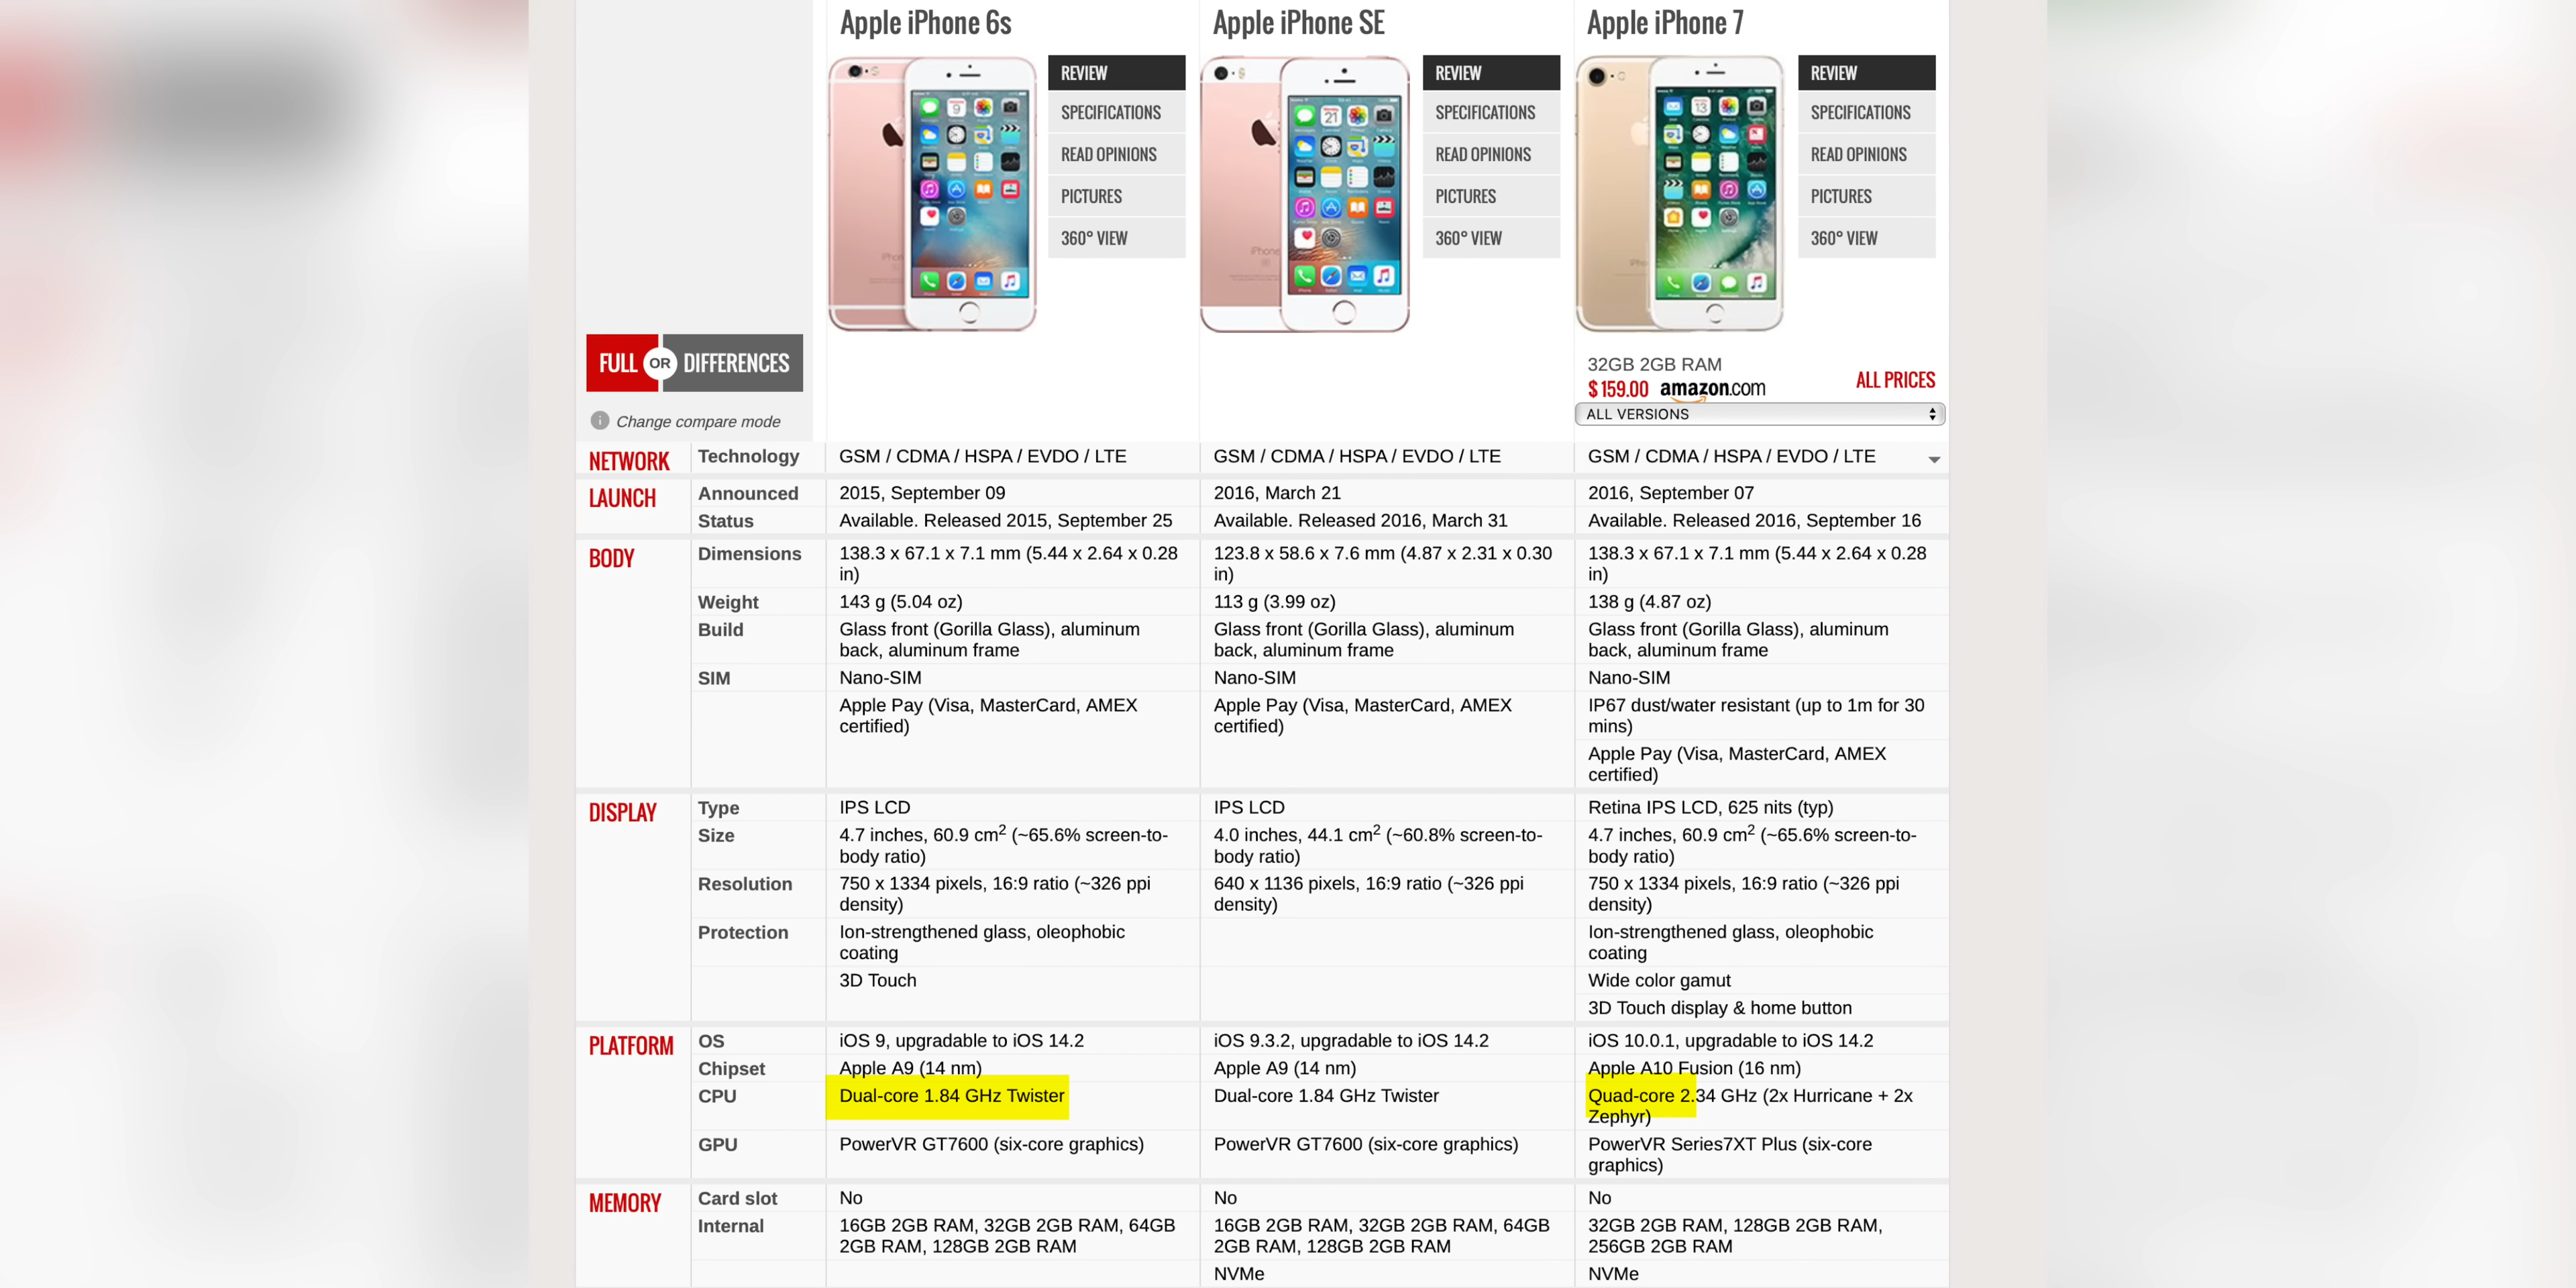 Apple iPhone 6s
Apple iPhone SE
Apple iPhone 7
REVIEW
SPECIFICATIONS
READ OPINIONS
PICTURES
360° VIEW
REVIEW
SPECIFICATIONS
READ OPINIONS
PICTURES
360° VIEW
REVIEW
SPECIFICATIONS
READ OPINIONS
PICTURES
360° VIEW
FULL OR DIFFERENCES
Change compare mode
32GB 2GB RAM
$ 159.00 amazon.com
ALL PRICES
ALL VERSIONS
NETWORK Technology GSM / CDMA / HSPA / EVDO / LTE GSM / CDMA / HSPA / EVDO / LTE GSM / CDMA / HSPA / EVDO / LTE
LAUNCH Announced 2015, September 09 2016, March 21 2016, September 07
Status Available. Released 2015, September 25 Available. Released 2016, March 31 Available. Released 2016, September 16
BODY Dimensions 138.3 x 67.1 x 7.1 mm (5.44 x 2.64 x 0.28 123.8 x 58.6 x 7.6 mm (4.87 x 2.31 x 0.30 138.3 x 67.1 x 7.1 mm (5.44 x 2.64 x 0.28
in) in) in)
Weight 143 g (5.04 oz) 113 g (3.99 oz) 138 g (4.87 oz)
Build Glass front (Gorilla Glass), aluminum Glass front (Gorilla Glass), aluminum Glass front (Gorilla Glass), aluminum
back, aluminum frame back, aluminum frame back, aluminum frame
SIM Nano-SIM Nano-SIM Nano-SIM
Apple Pay (Visa, MasterCard, AMEX Apple Pay (Visa, MasterCard, AMEX IP67 dust/water resistant (up to 1m for 30
certified) certified) mins)
Apple Pay (Visa, MasterCard, AMEX
certified)
DISPLAY Type IPS LCD IPS LCD Retina IPS LCD, 625 nits (typ)
Size 4.7 inches, 60.9 cm2 (~65.6% screen-to- 4.0 inches, 44.1 cm2 (~60.8% screen-to- 4.7 inches, 60.9 cm2 (~65.6% screen-to-
body ratio) body ratio) body ratio)
Resolution 750 x 1334 pixels, 16:9 ratio (~326 ppi 640 x 1136 pixels, 16:9 ratio (~326 ppi 750 x 1334 pixels, 16:9 ratio (~326 ppi
density) density) density)
Protection Ion-strengthened glass, oleophobic Ion-strengthened glass, oleophobic
coating coating
3D Touch Wide color gamut
3D Touch display & home button
PLATFORM OS iOS 9, upgradable to iOS 14.2 iOS 9.3.2, upgradable to iOS 14.2 iOS 10.0.1, upgradable to iOS 14.2
Chipset Apple A9 (14 nm) Apple A9 (14 nm) Apple A10 Fusion (16 nm)
CPU Dual-core 1.84 GHz Twister Dual-core 1.84 GHz Twister Quad-core 2.34 GHz (2x Hurricane + 2x
Zephyr)
GPU PowerVR GT7600 (six-core graphics) PowerVR GT7600 (six-core graphics) PowerVR Series7XT Plus (six-core
graphics)
MEMORY Card slot No No No
Internal 16GB 2GB RAM, 32GB 2GB RAM, 64GB 16GB 2GB RAM, 32GB 2GB RAM, 64GB 32GB 2GB RAM, 128GB 2GB RAM,
2GB RAM, 128GB 2GB RAM 2GB RAM, 128GB 2GB RAM 256GB 2GB RAM
NVMe NVMe